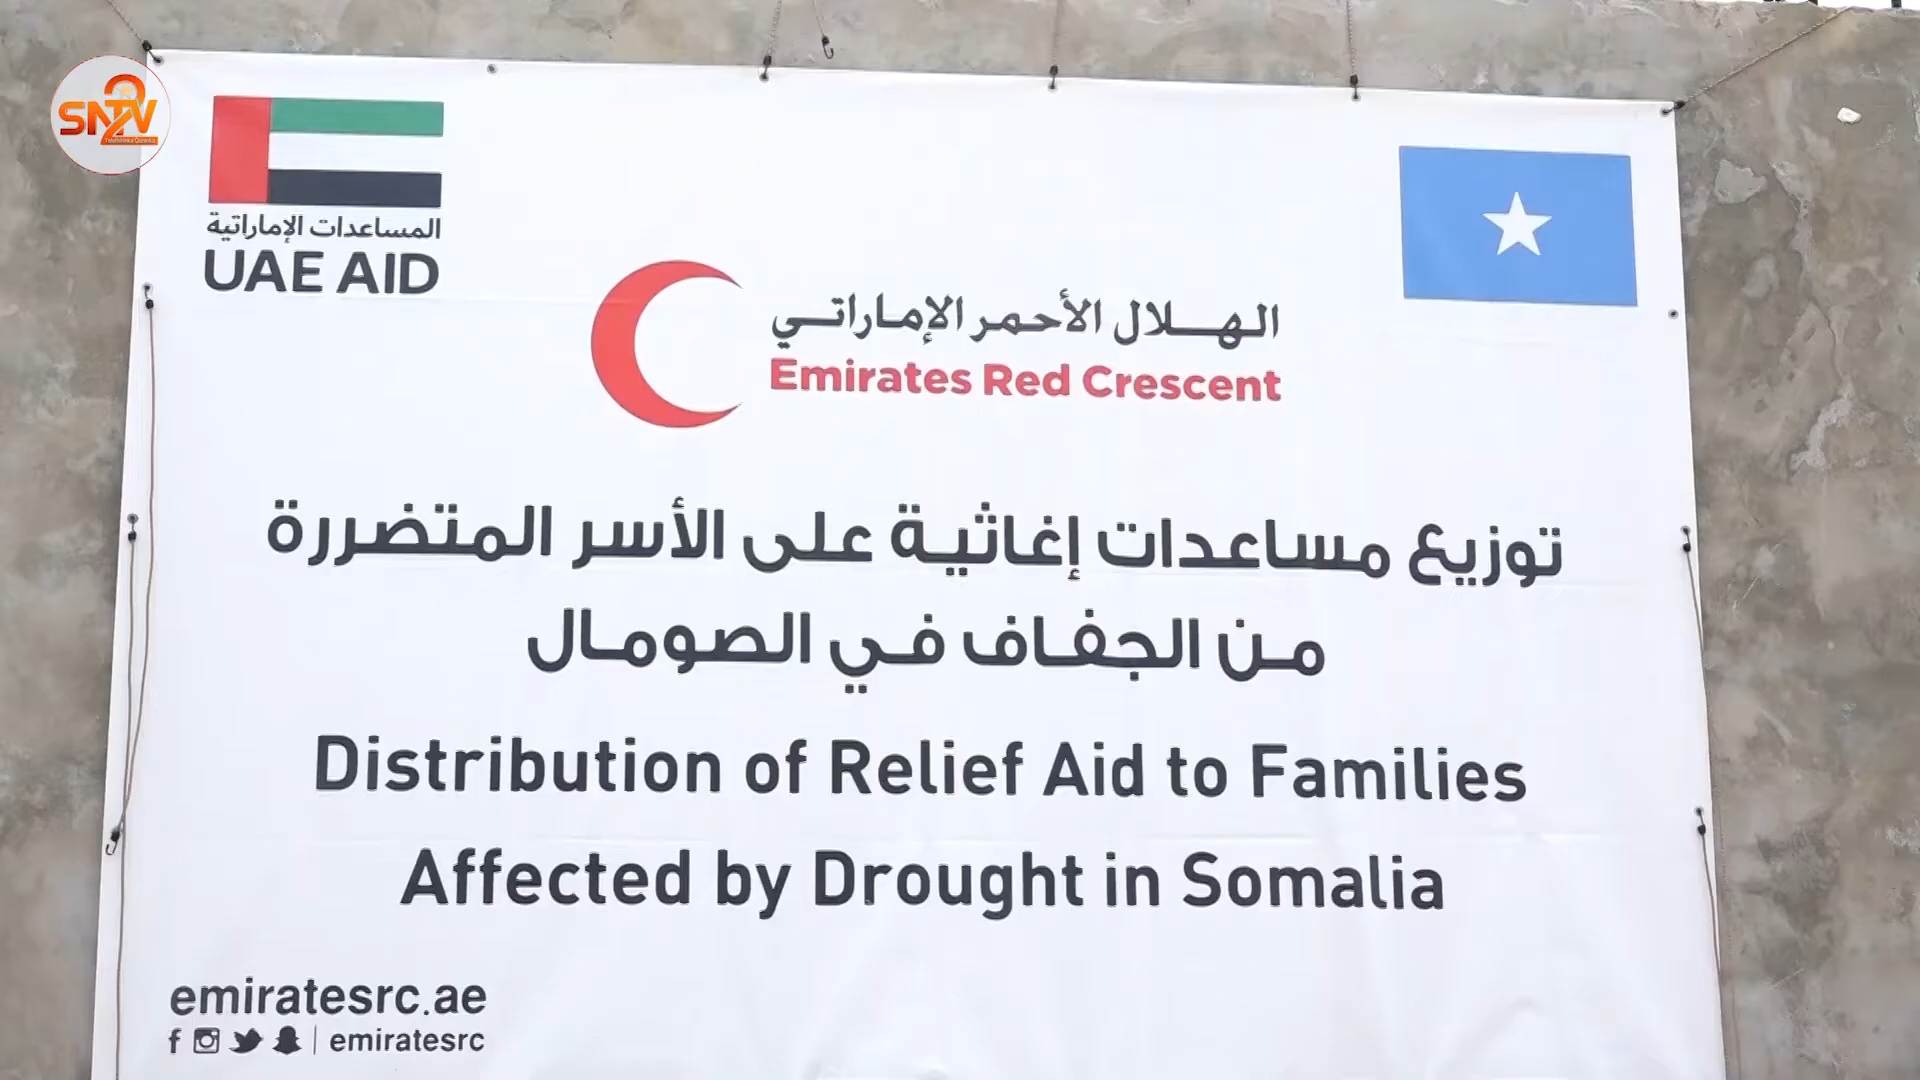 SNTV
2
المساعدات الإماراتية
UAE AID
الهلال الأحمر الإماراتي
Emirates Red Crescent
توزيع مساعدات إغاثية على الأسر المتضررة
من الجفاف في الصومال
Distribution of Relief Aid to Families
Affected by Drought in Somalia
emiratesrc.ae
emiratesrc